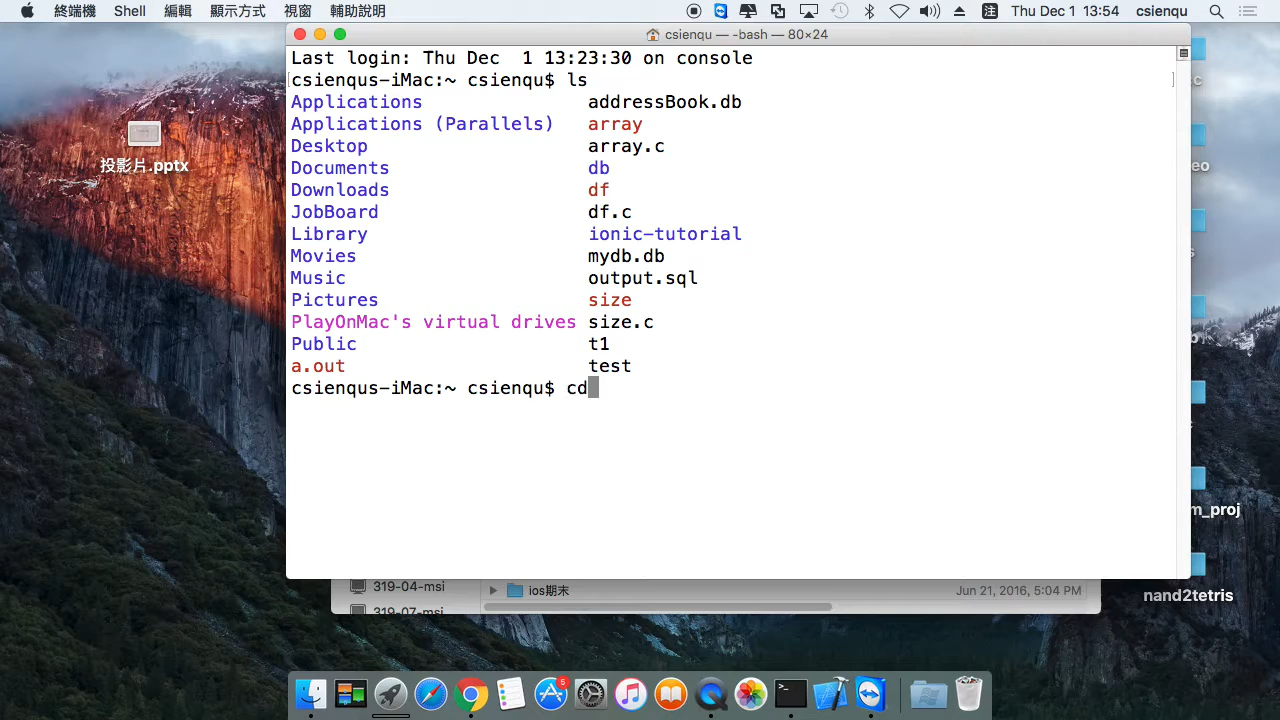 終端機 Shell 編輯 顯示方式 視窗 輔助說明 注 Thu Dec 1 13:54 csienqu
csienqu — -bash — 80×24
Last login: Thu Dec  1 13:23:30 on console
csienqus-iMac:~ csienqu$ ls
Applications addressBook.db
Applications (Parallels) array
Desktop array.c
Documents db
Downloads df
JobBoard df.c
Library ionic-tutorial
Movies mydb.db
Music output.sql
Pictures size
PlayOnMac's virtual drives size.c
Public t1
a.out test
csienqus-iMac:~ csienqu$ cd
投影片.pptx
m_proj
nand2tetris
319-04-msi ios期末 Jun 21, 2016, 5:04 PM
319-07-msi
5